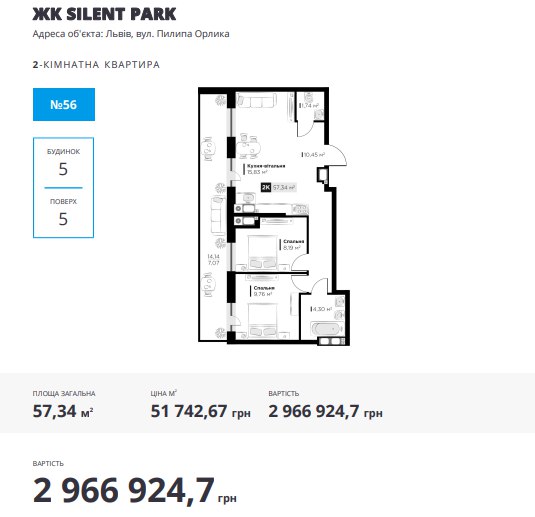 ЖК SILENT PARK
Адреса об'єкта: Львів, вул. Пилипа Орлика
2-КІМНАТНА КВАРТИРА
№56
БУДИНОК
5
ПОВЕРХ
5
1.74 м²
10.45 м²
Кухня-вітальня
15.83 м²
2К 57.34 м²
Спальня
8.19 м²
14.14
7.07
Спальня
9.76 м²
4.30 м²
ПЛОЩА ЗАГАЛЬНА
57,34 м²
ЦІНА М²
51 742,67 грн
ВАРТІСТЬ
2 966 924,7 грн
ВАРТІСТЬ
2 966 924,7 грн